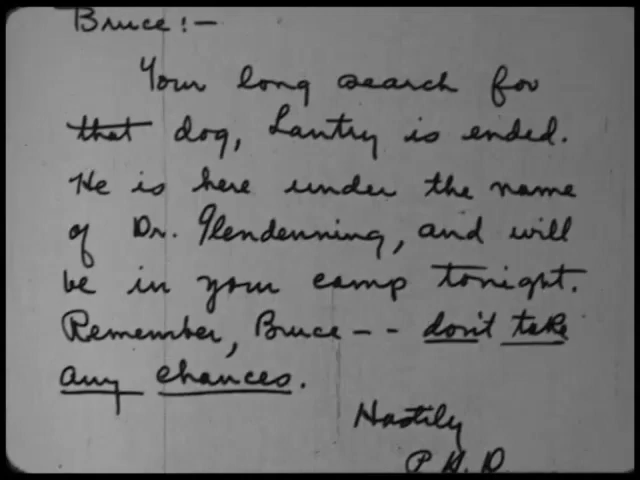 Bruce:—
Your long search for
that dog, Lantry is ended.
He is here under the name
of Dr. Glendenning, and will
be in your camp tonight.
Remember, Bruce -- don't take
any chances.
Hastily
P. H. D.